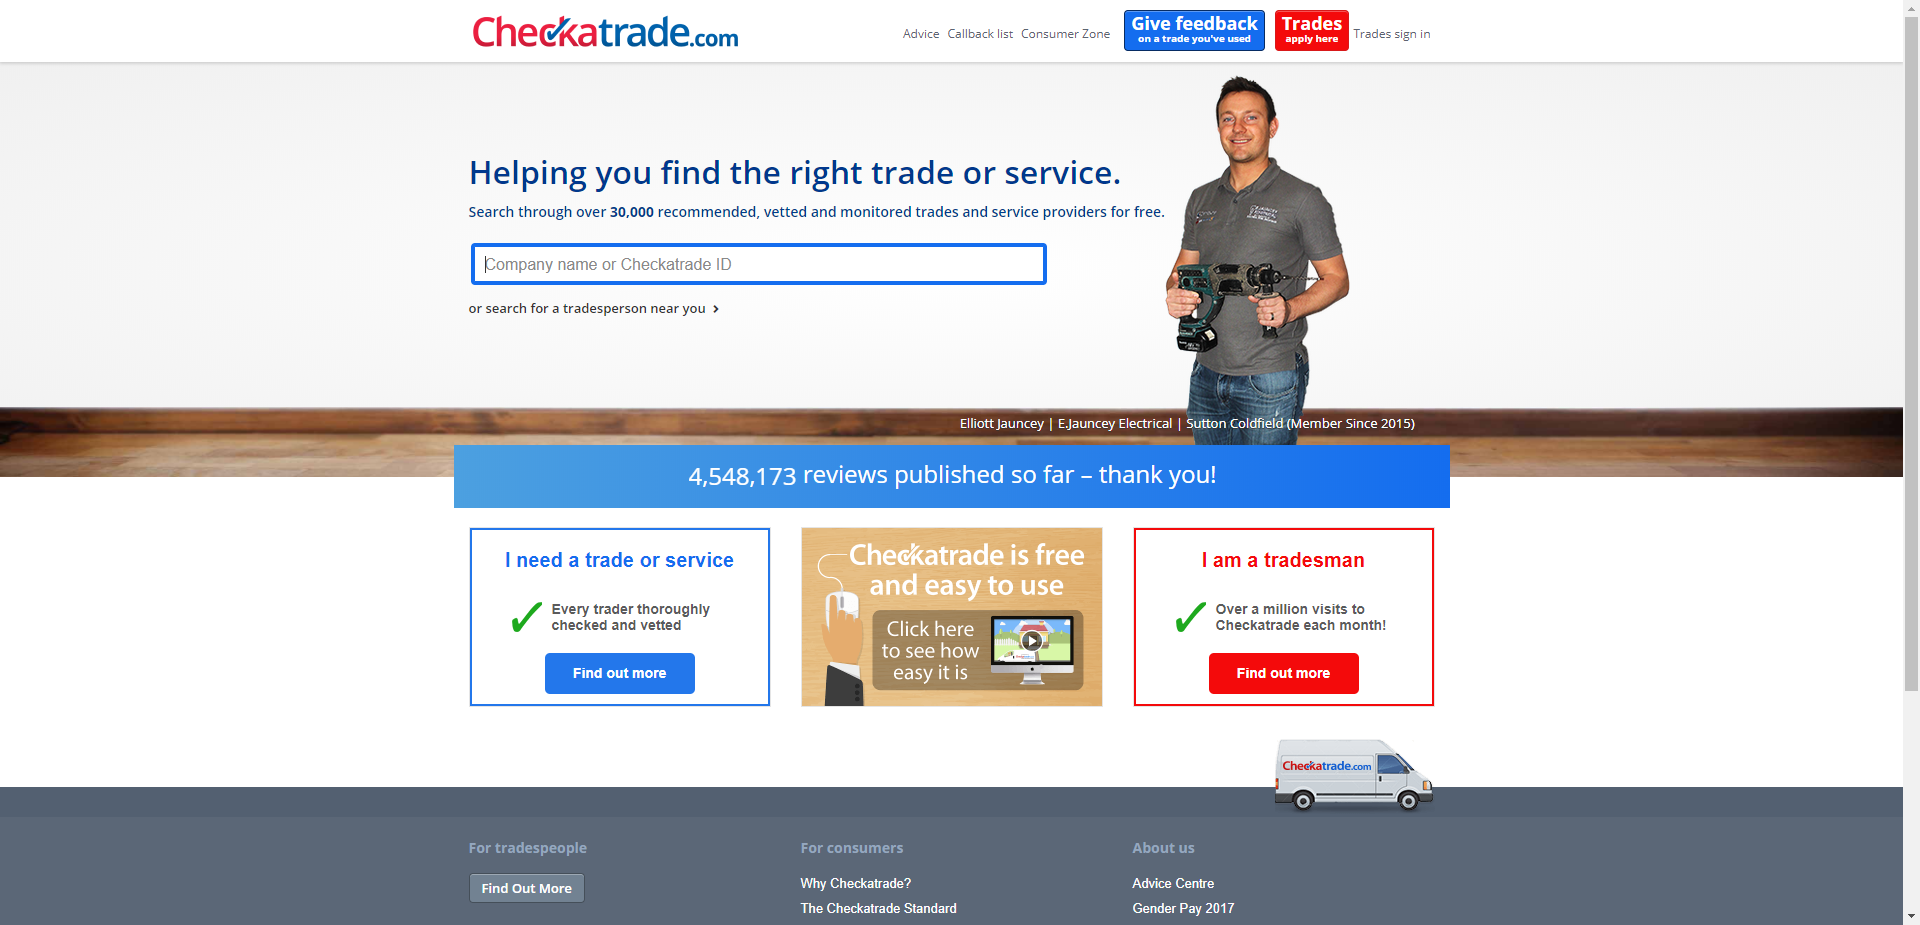 Checkatrade.com
Advice Callback list Consumer Zone
Give feedback
on a trade you've used
Trades
apply here
Trades sign in
Helping you find the right trade or service.
Search through over 30,000 recommended, vetted and monitored trades and service providers for free.
Company name or Checkatrade ID
or search for a tradesperson near you
Elliott Jauncey | E.Jauncey Electrical | Sutton Coldfield (Member Since 2015)
4,548,173 reviews published so far – thank you!
I need a trade or service
Every trader thoroughly
checked and vetted
Find out more
Checkatrade is free
and easy to use
Click here
to see how
easy it is
I am a tradesman
Over a million visits to
Checkatrade each month!
Find out more
Checkatrade.com
For tradespeople
Find Out More
For consumers
Why Checkatrade?
The Checkatrade Standard
About us
Advice Centre
Gender Pay 2017